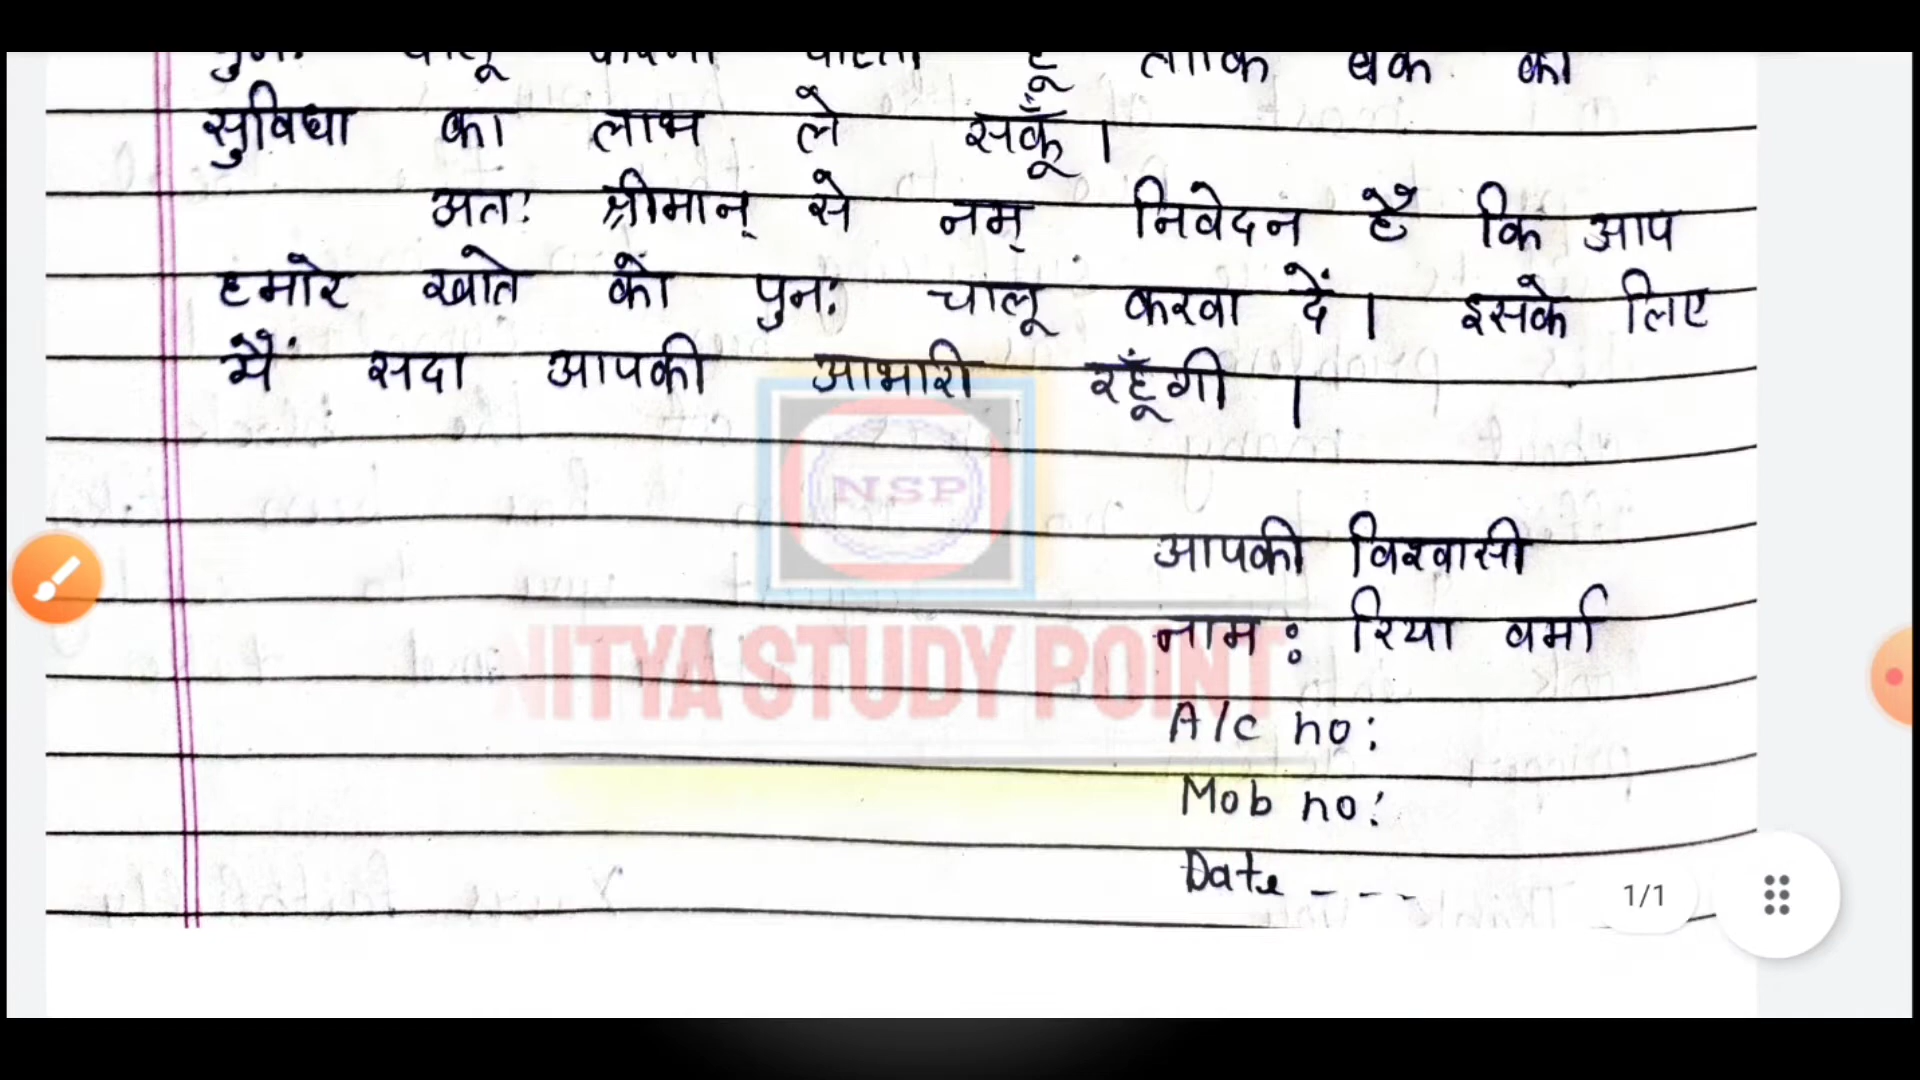 सुविधा का लाभ ले सकूँ।
अतः श्रीमान् से नम् निवेदन है कि आप
हमारे खाते को पुनः चालू करवा दें। इसके लिए
मैं सदा आपकी आभारी रहूँगी।
NSP
आपकी विश्वासी
नाम : रिया वर्मा
NITYA STUDY POINT
A/c no:
Mob no:
Date ----
1/1